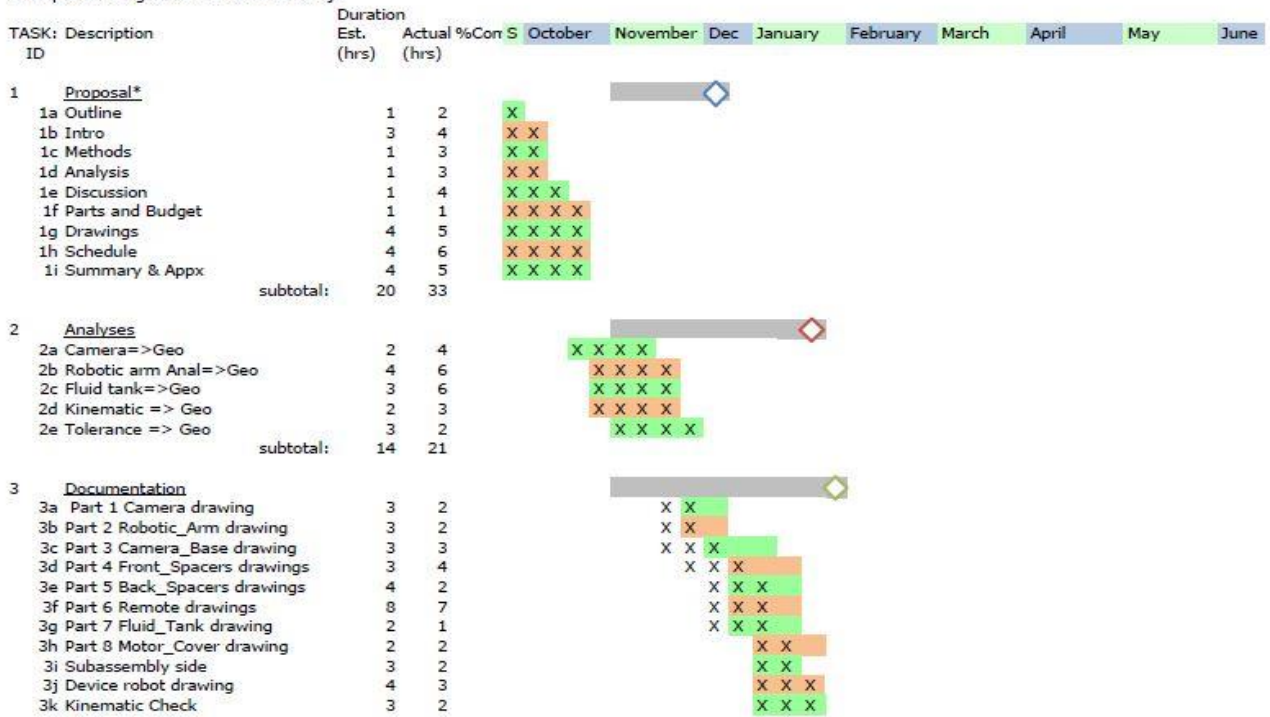 Duration
TASK: Description Est. Actual %Com S October November Dec January February March April May June
ID (hrs) (hrs)
1 Proposal*
1a Outline 1 2 X
1b Intro 3 4 X X
1c Methods 1 3 X X
1d Analysis 1 3 X X
1e Discussion 1 4 X X X
1f Parts and Budget 1 1 X X X X
1g Drawings 4 5 X X X X
1h Schedule 4 6 X X X X
1i Summary & Appx 4 5 X X X X
subtotal: 20 33
2 Analyses
2a Camera=>Geo 2 4 X X X X
2b Robotic arm Anal=>Geo 4 6 X X X X
2c Fluid tank=>Geo 3 6 X X X X
2d Kinematic => Geo 2 3 X X X X
2e Tolerance => Geo 3 2 X X X X
subtotal: 14 21
3 Documentation
3a Part 1 Camera drawing 3 2 X X
3b Part 2 Robotic_Arm drawing 3 2 X X
3c Part 3 Camera_Base drawing 3 3 X X X
3d Part 4 Front_Spacers drawings 3 4 X X X
3e Part 5 Back_Spacers drawings 4 2 X X X
3f Part 6 Remote drawings 8 7 X X X
3g Part 7 Fluid_Tank drawing 2 1 X X X
3h Part 8 Motor_Cover drawing 2 2 X X
3i Subassembly side 3 2 X X
3j Device robot drawing 4 3 X X X
3k Kinematic Check 3 2 X X X